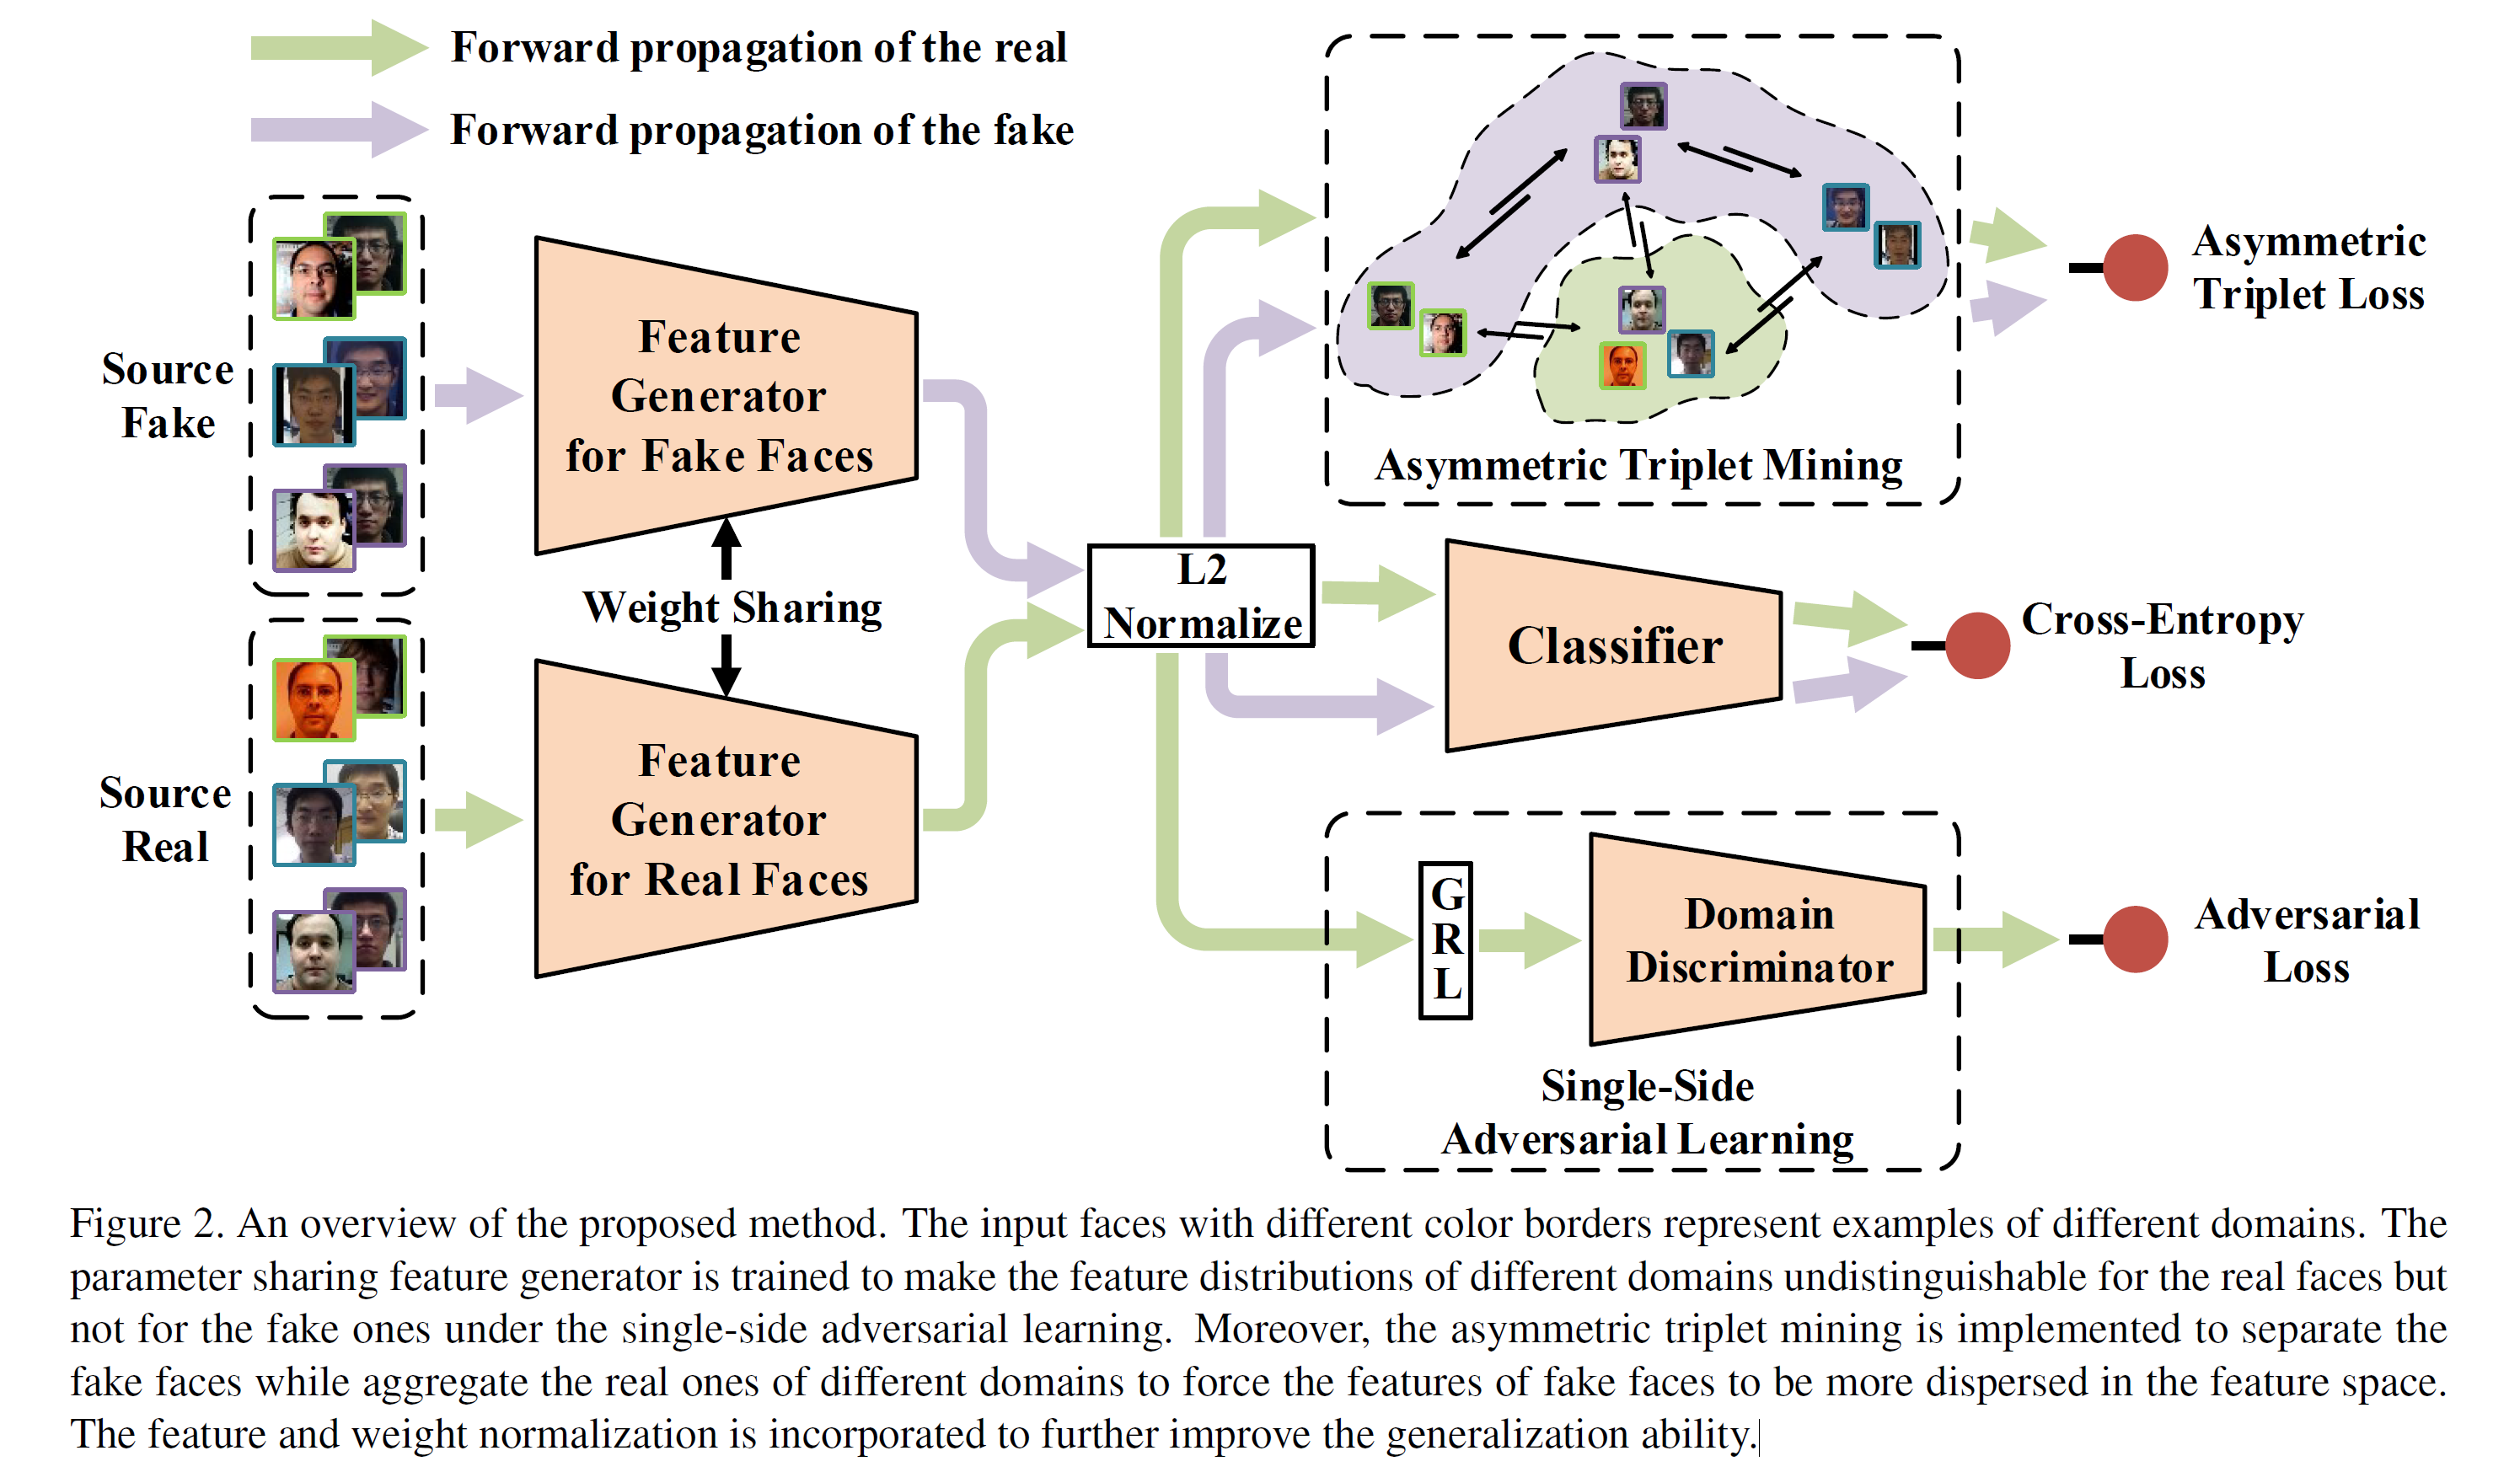 Forward propagation of the real
Forward propagation of the fake
Source
Fake
Feature
Generator
for Fake Faces
Weight Sharing
Source
Real
Feature
Generator
for Real Faces
L2
Normalize
Asymmetric Triplet Mining
Asymmetric
Triplet Loss
Classifier
Cross-Entropy
Loss
G
R
L
Domain
Discriminator
Single-Side
Adversarial Learning
Adversarial
Loss
Figure 2. An overview of the proposed method. The input faces with different color borders represent examples of different domains. The
parameter sharing feature generator is trained to make the feature distributions of different domains undistinguishable for the real faces but
not for the fake ones under the single-side adversarial learning. Moreover, the asymmetric triplet mining is implemented to separate the
fake faces while aggregate the real ones of different domains to force the features of fake faces to be more dispersed in the feature space.
The feature and weight normalization is incorporated to further improve the generalization ability.